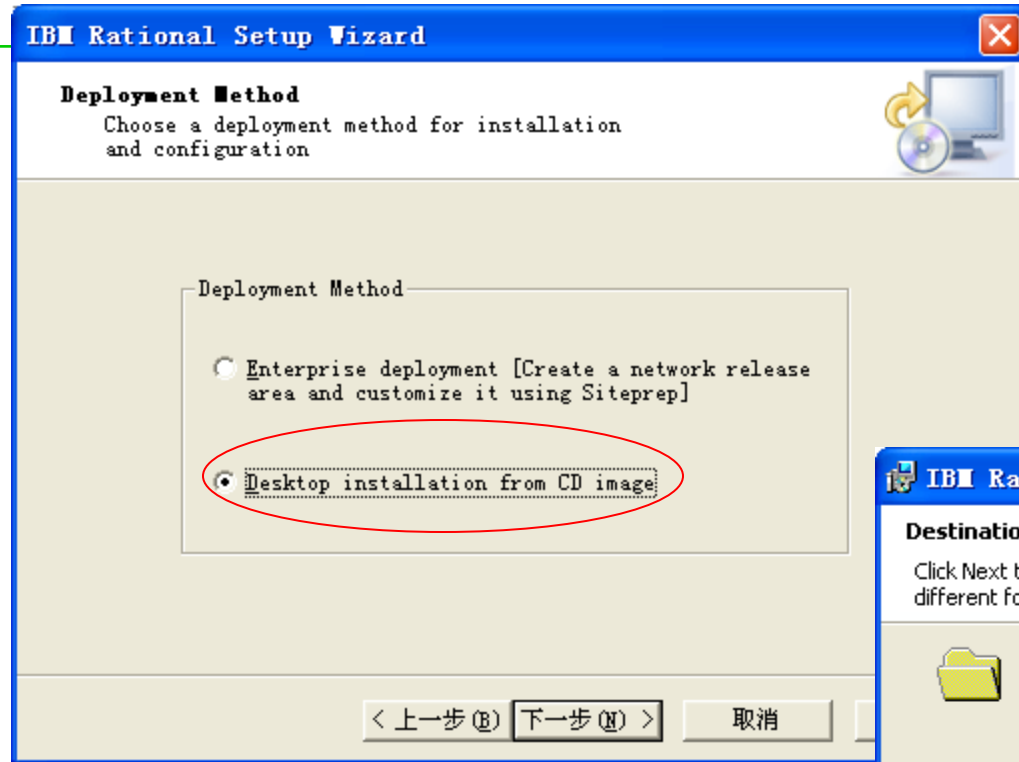 IBM Rational Setup Wizard
Deployment Method
Choose a deployment method for installation
and configuration
Deployment Method
Enterprise deployment [Create a network release
area and customize it using Siteprep]
Desktop installation from CD image
< 上一步(B)
下一步(N) >
取消
IBM Ra
Destinatio
Click Next t
different fo